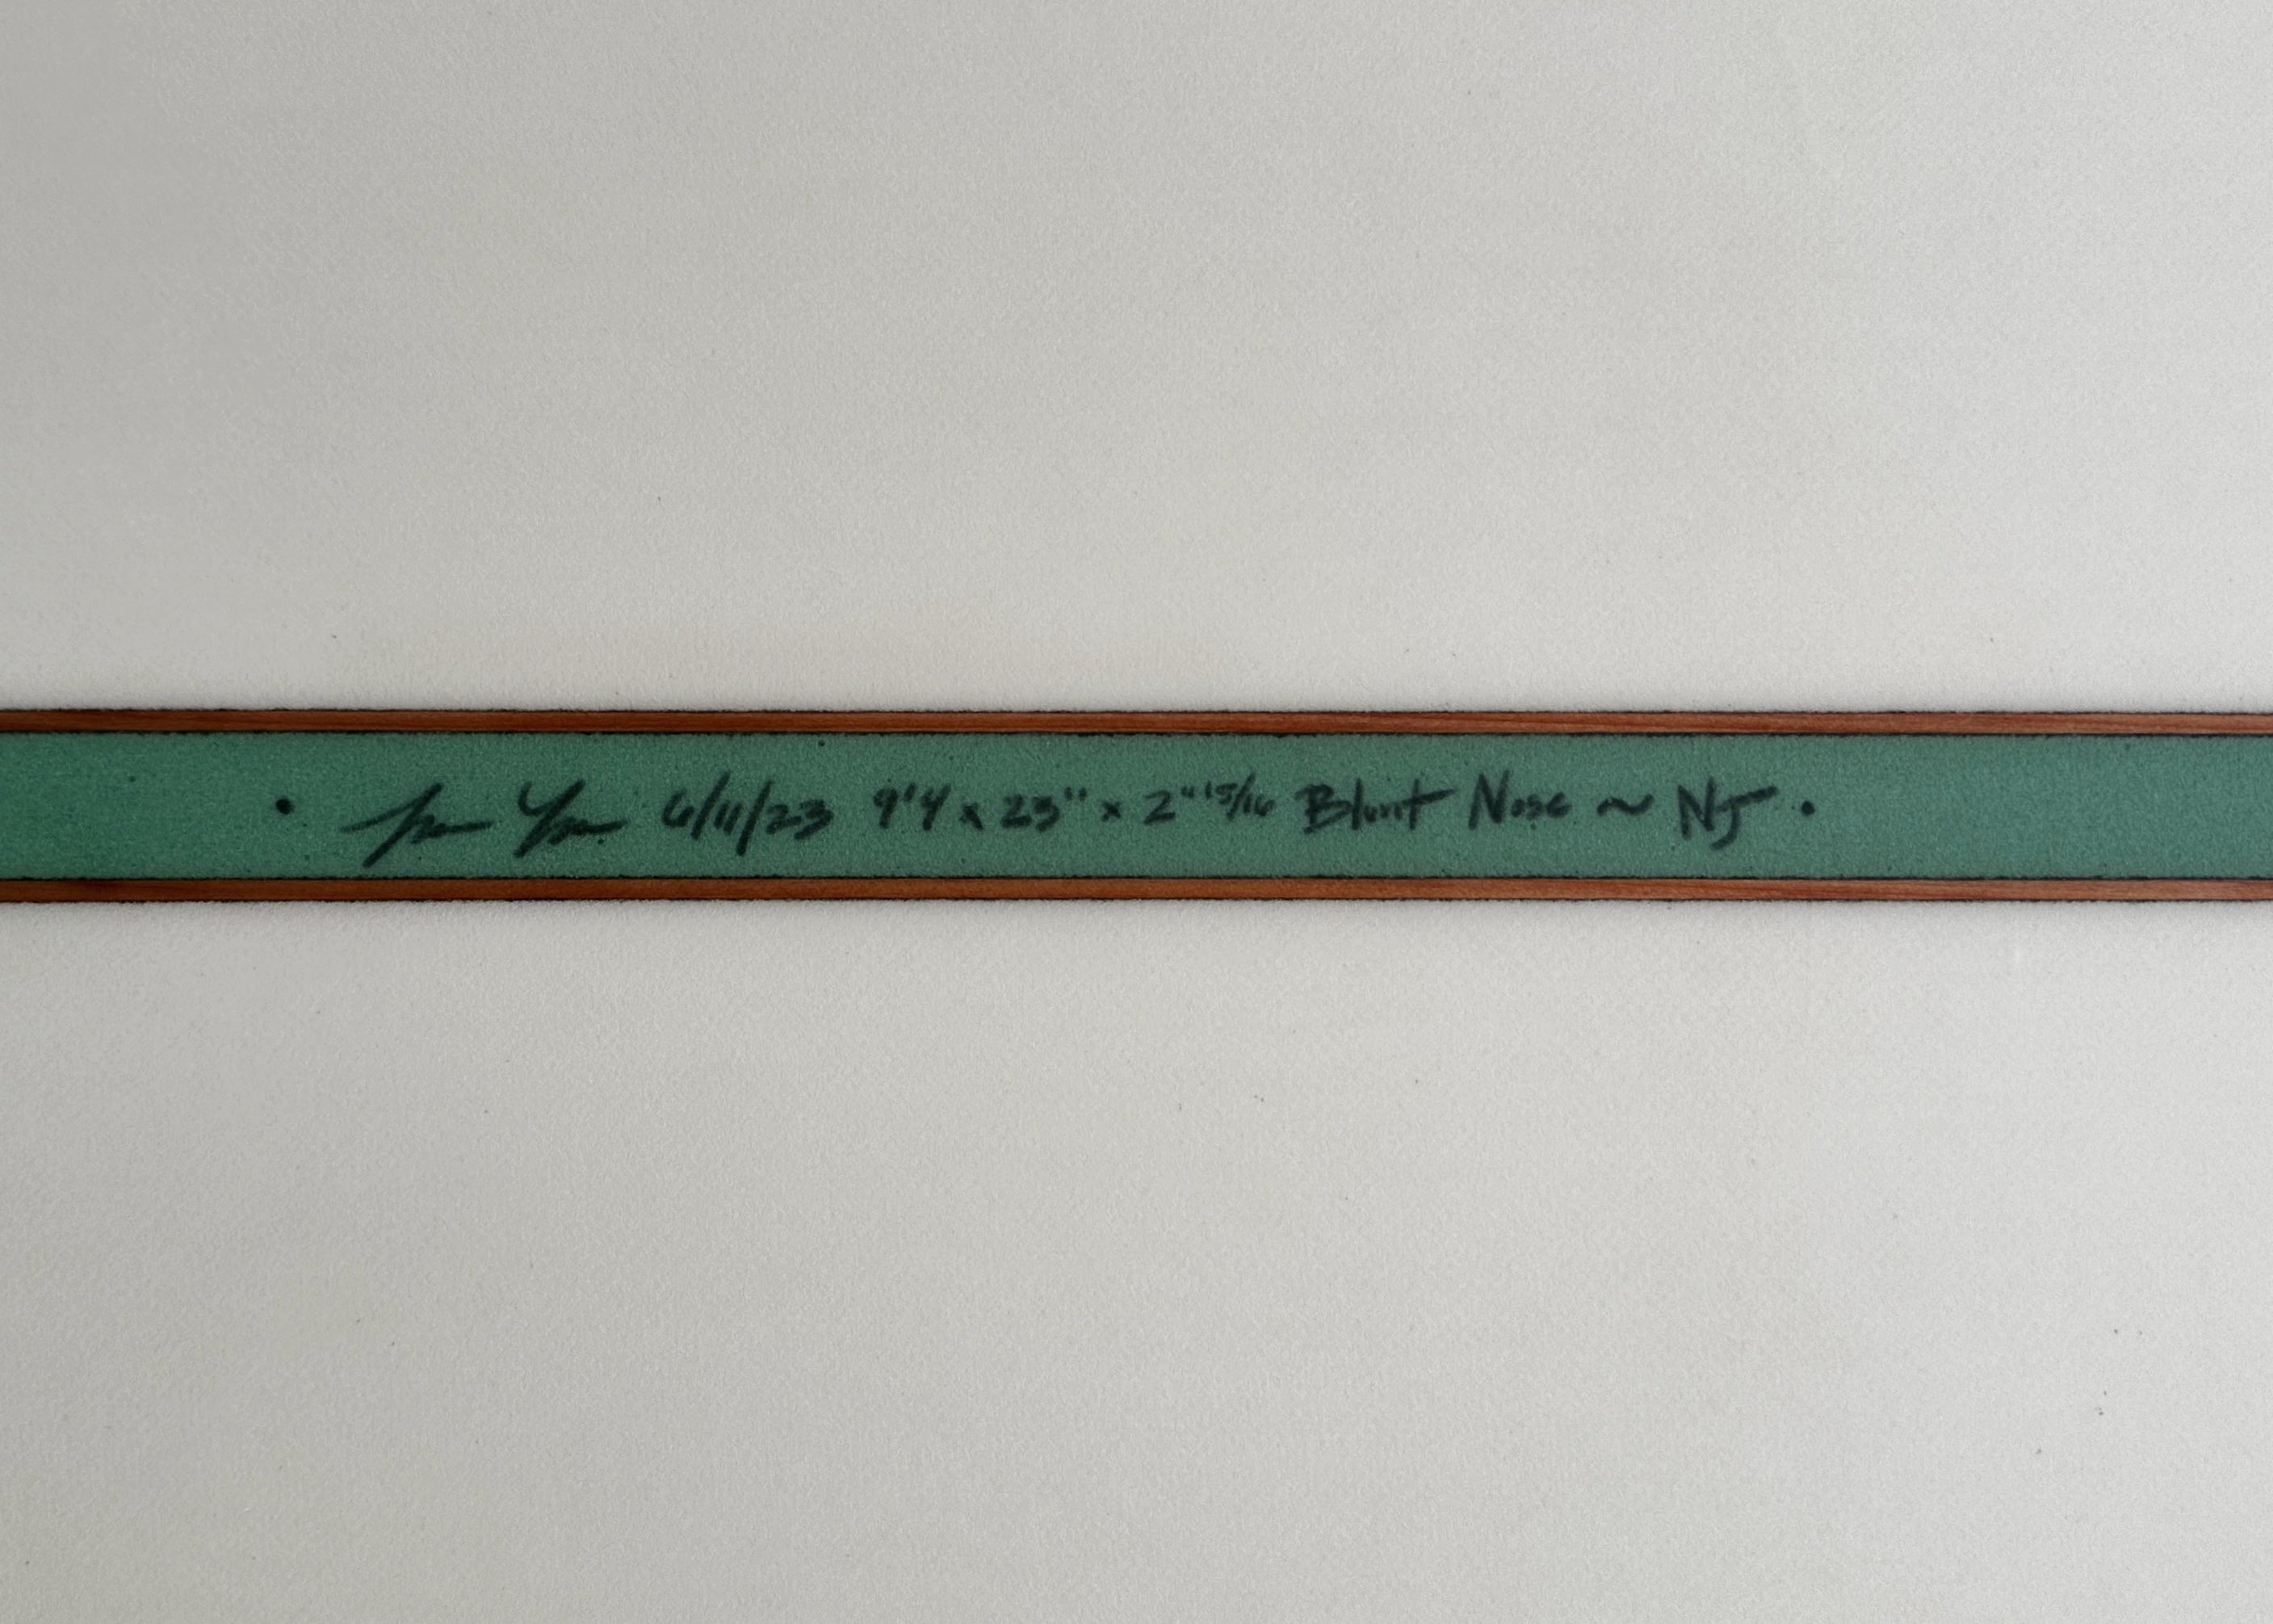 6/11/23 9'4 x 23" x 2" 15/16 Blunt Nose ~ NJ